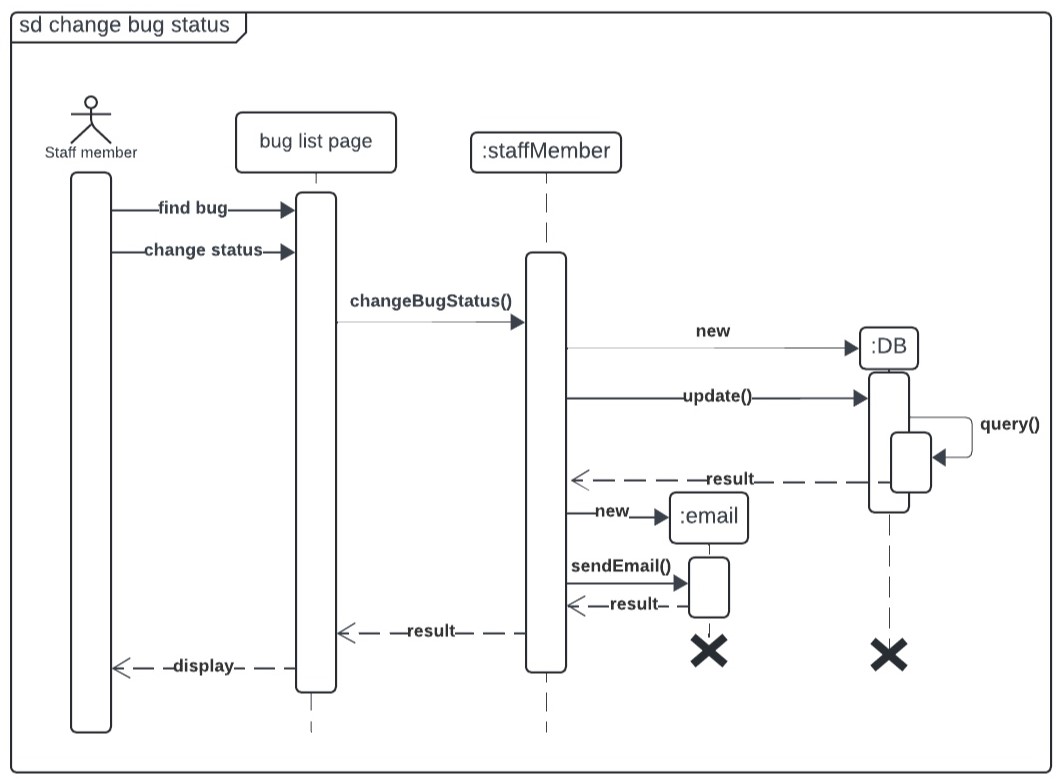 sd change bug status
Staff member
bug list page
:staffMember
find bug
change status
changeBugStatus()
new
:DB
update()
query()
result
new
:email
sendEmail()
result
result
display